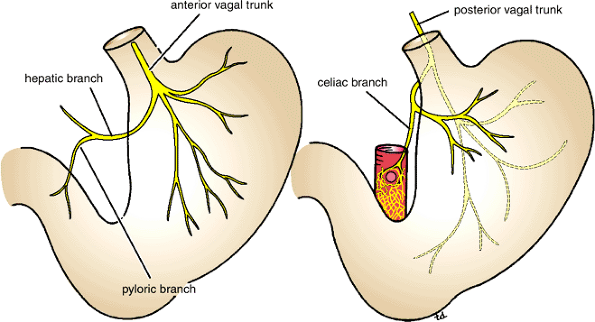 anterior vagal trunk
hepatic branch
pyloric branch
posterior vagal trunk
celiac branch
td